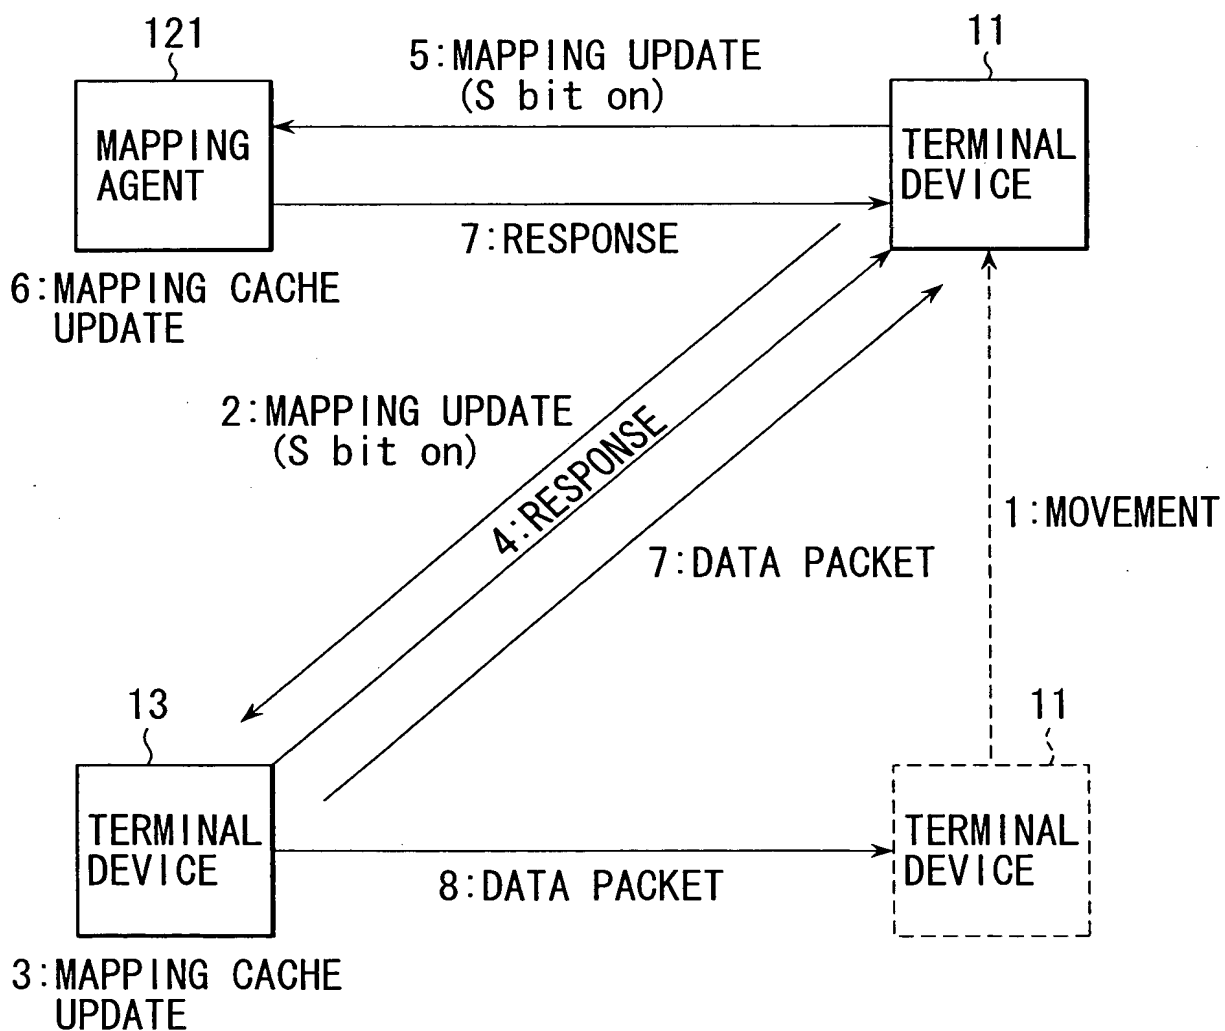 121
11
5:MAPPING UPDATE
(S bit on)
MAPPING
AGENT
TERMINAL
DEVICE
7:RESPONSE
6:MAPPING CACHE
UPDATE
2:MAPPING UPDATE
(S bit on)
4:RESPONSE
1:MOVEMENT
7:DATA PACKET
13
11
TERMINAL
DEVICE
TERMINAL
DEVICE
8:DATA PACKET
3:MAPPING CACHE
UPDATE